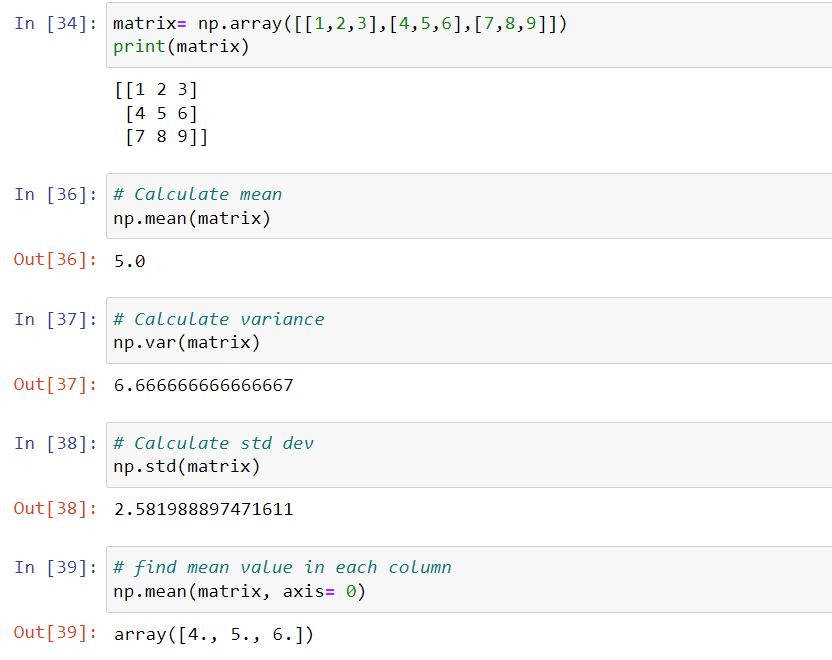 In [34]: matrix= np.array([[1,2,3],[4,5,6],[7,8,9]])
print(matrix)
[[1 2 3]
 [4 5 6]
 [7 8 9]]
In [36]: # Calculate mean
np.mean(matrix)
Out[36]: 5.0
In [37]: # Calculate variance
np.var(matrix)
Out[37]: 6.666666666666667
In [38]: # Calculate std dev
np.std(matrix)
Out[38]: 2.581988897471611
In [39]: # find mean value in each column
np.mean(matrix, axis= 0)
Out[39]: array([4., 5., 6.])